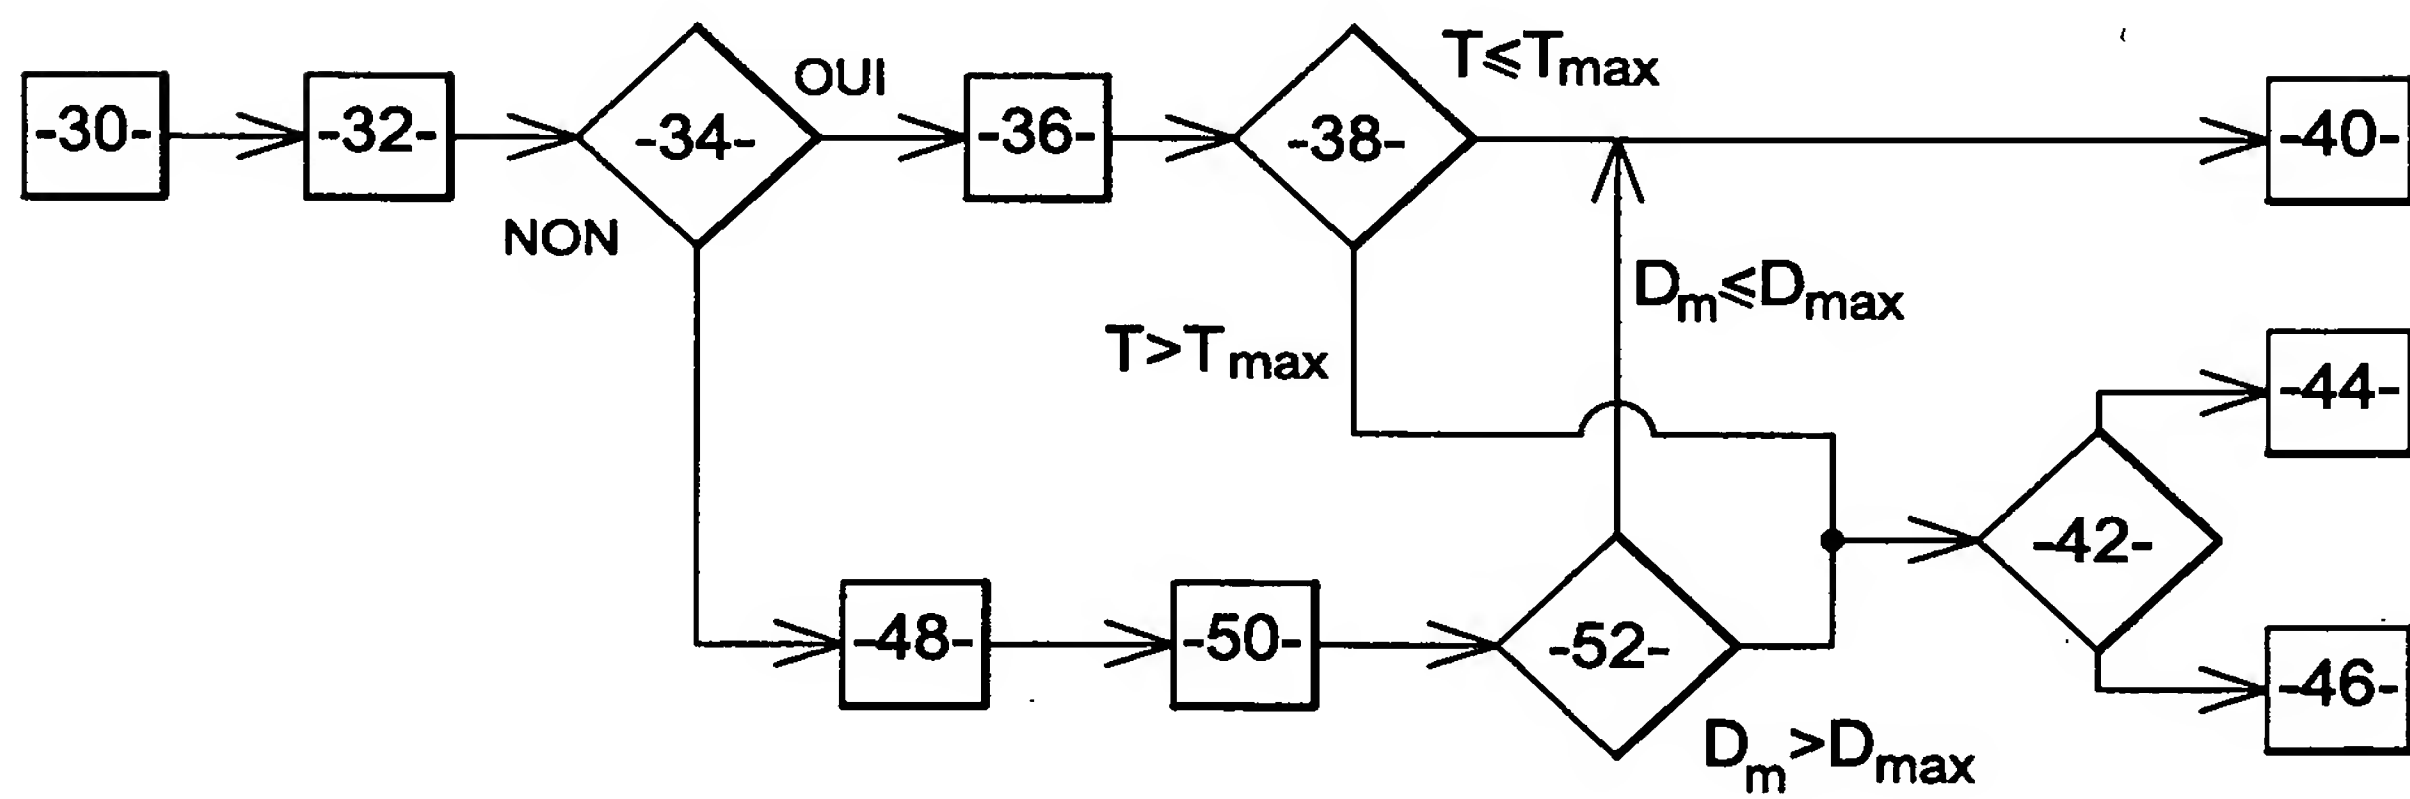 -30-
-32-
-34-
OUI
NON
-36-
-38-
T⩽Tmax
-40-
Dm⩽Dmax
T>Tmax
-44-
-42-
-48-
-50-
-52-
-46-
Dm>Dmax